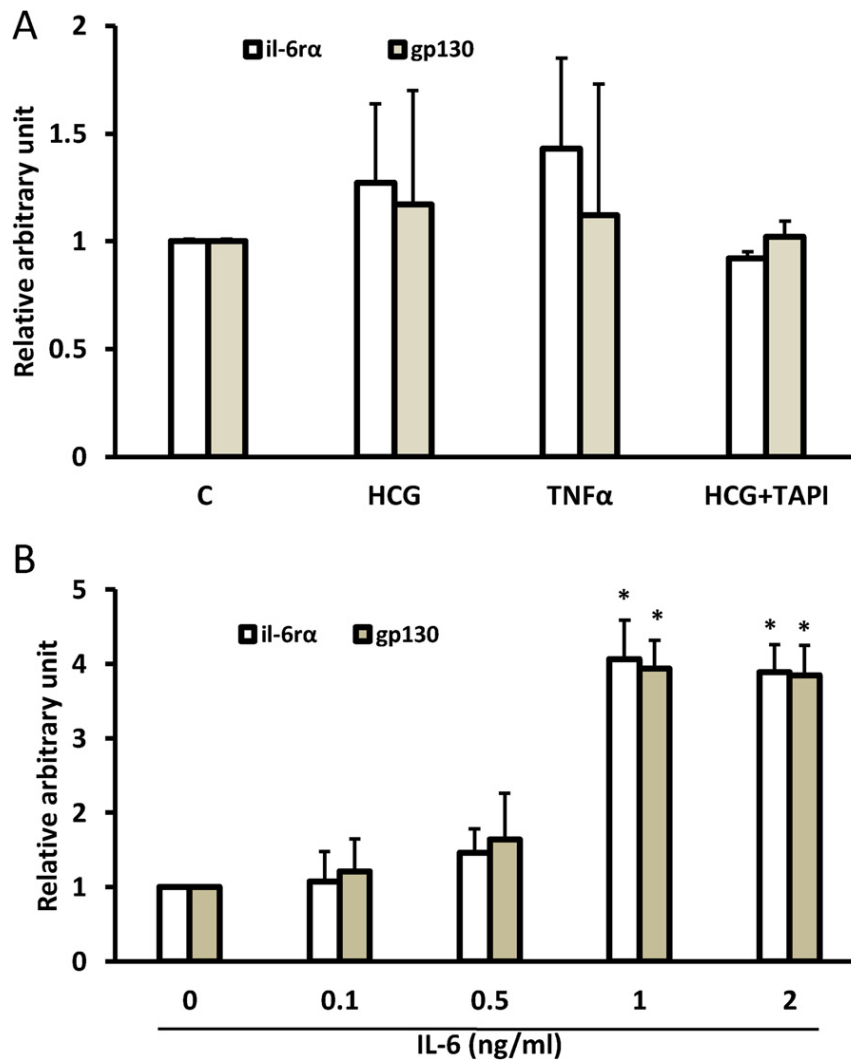 A
il-6rα gp130
Relative arbitrary unit
2
1.5
1
0.5
0
C HCG TNFα HCG+TAPI
B
il-6rα gp130
Relative arbitrary unit
5
4
3
2
1
0
* * * *
0 0.1 0.5 1 2
IL-6 (ng/ml)